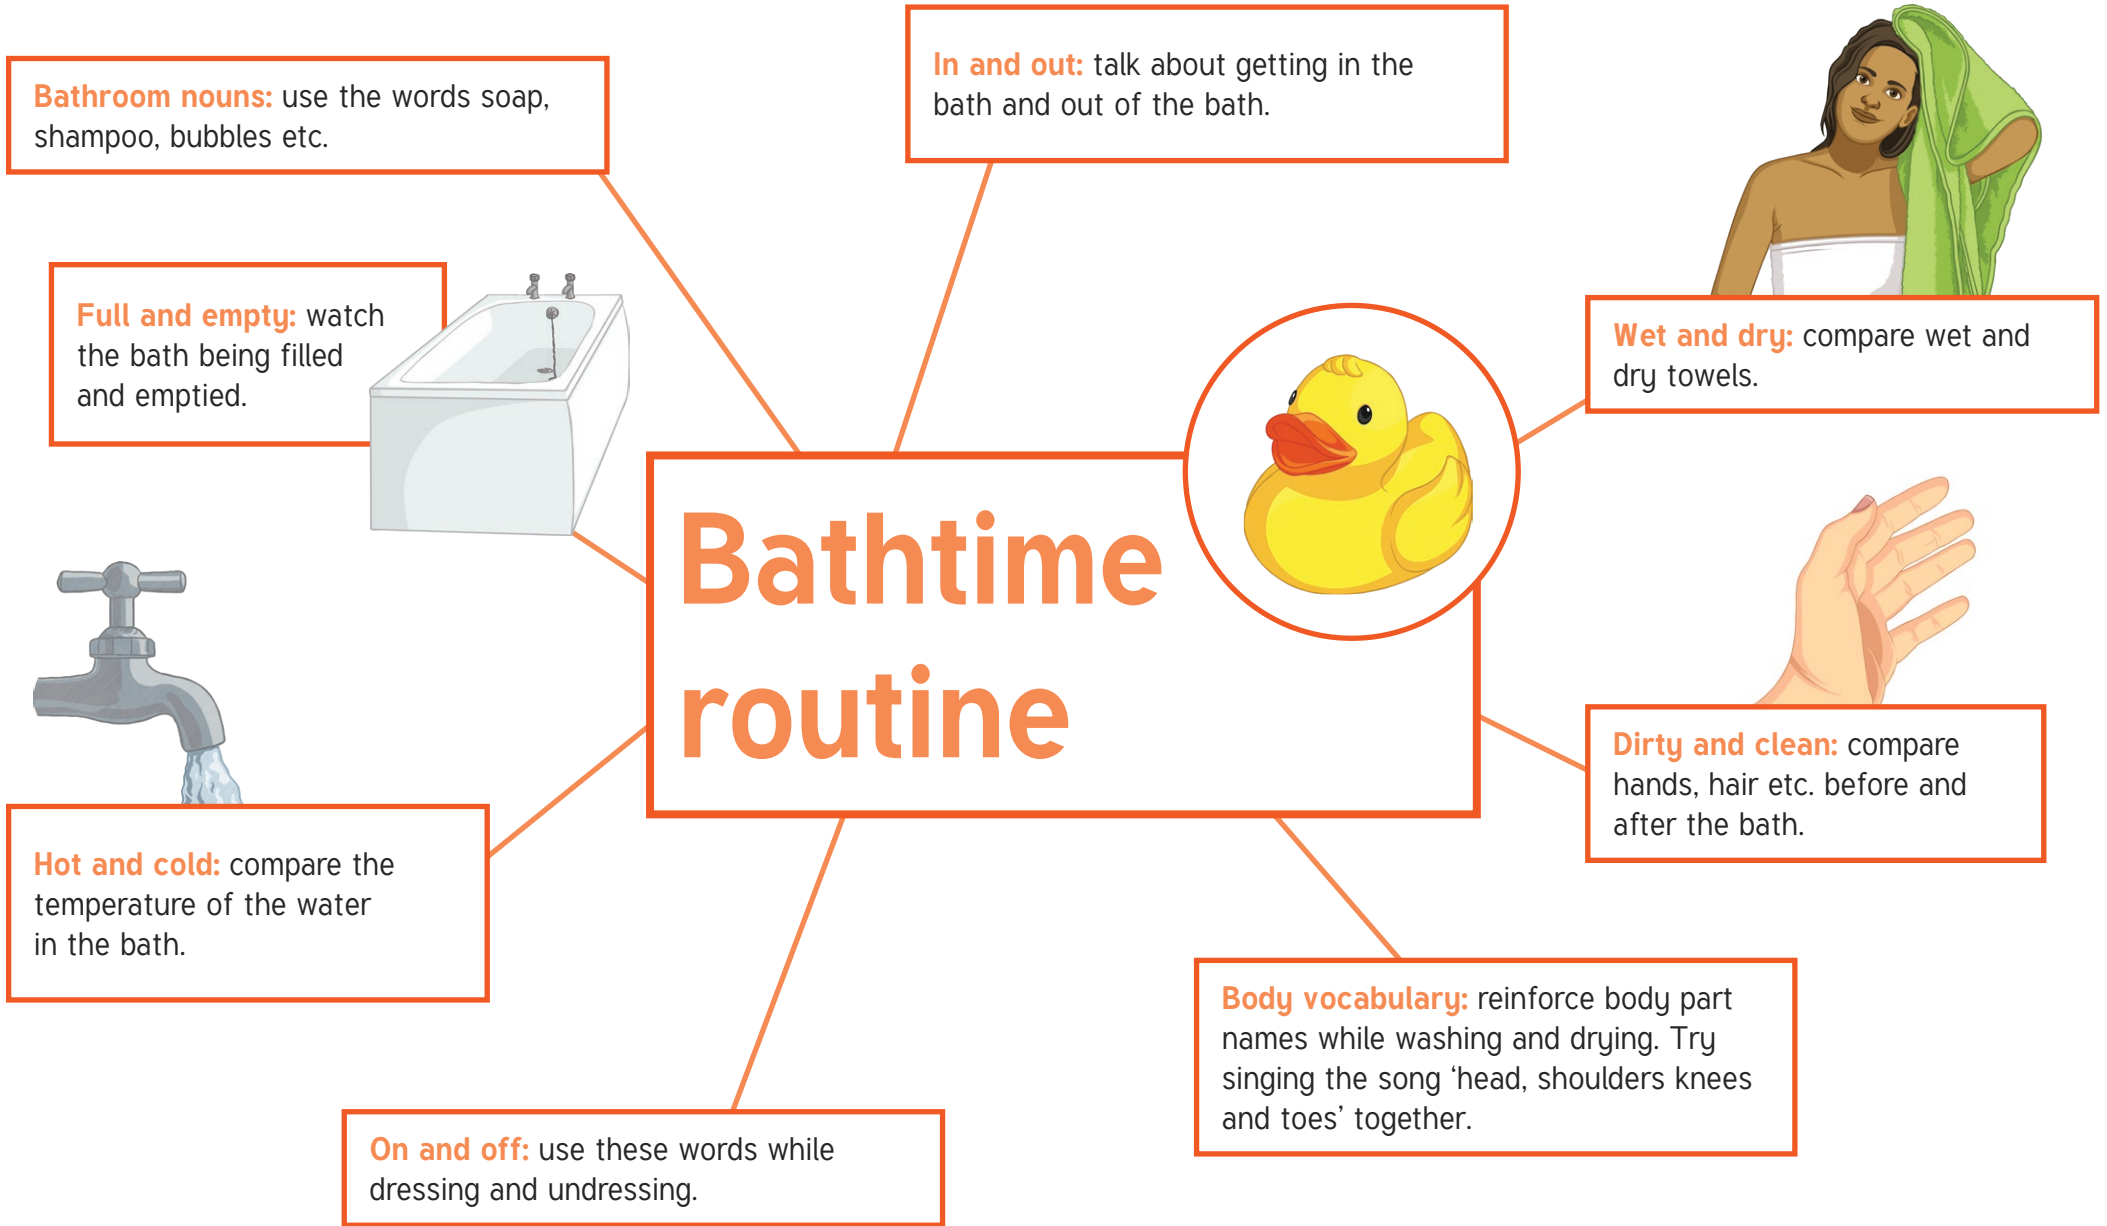 Bathroom nouns: use the words soap,
shampoo, bubbles etc.
In and out: talk about getting in the
bath and out of the bath.
Full and empty: watch
the bath being filled
and emptied.
Wet and dry: compare wet and
dry towels.
Bathtime
routine
Dirty and clean: compare
hands, hair etc. before and
after the bath.
Hot and cold: compare the
temperature of the water
in the bath.
Body vocabulary: reinforce body part
names while washing and drying. Try
singing the song ‘head, shoulders knees
and toes’ together.
On and off: use these words while
dressing and undressing.